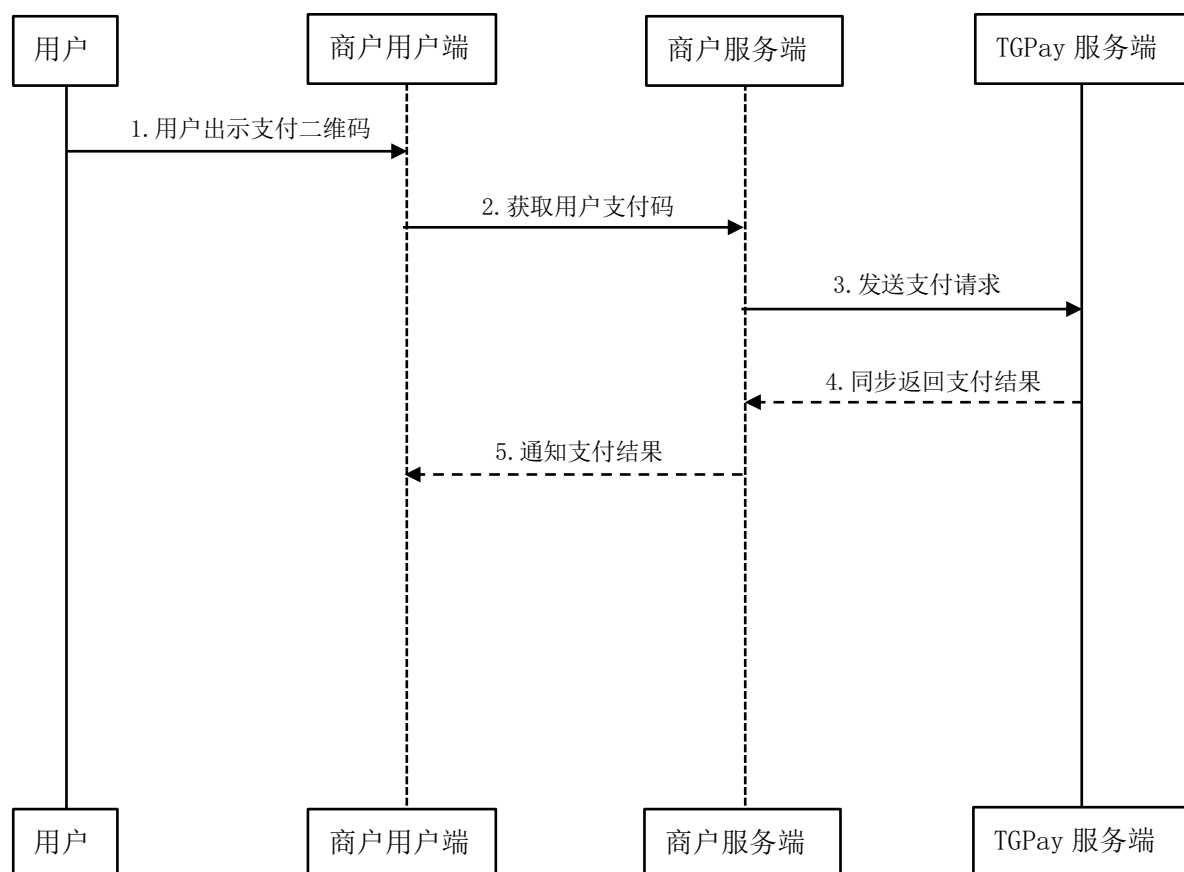 用户
商户用户端
商户服务端
TGPay 服务端
1.用户出示支付二维码
2.获取用户支付码
3.发送支付请求
4.同步返回支付结果
5.通知支付结果
用户
商户用户端
商户服务端
TGPay 服务端